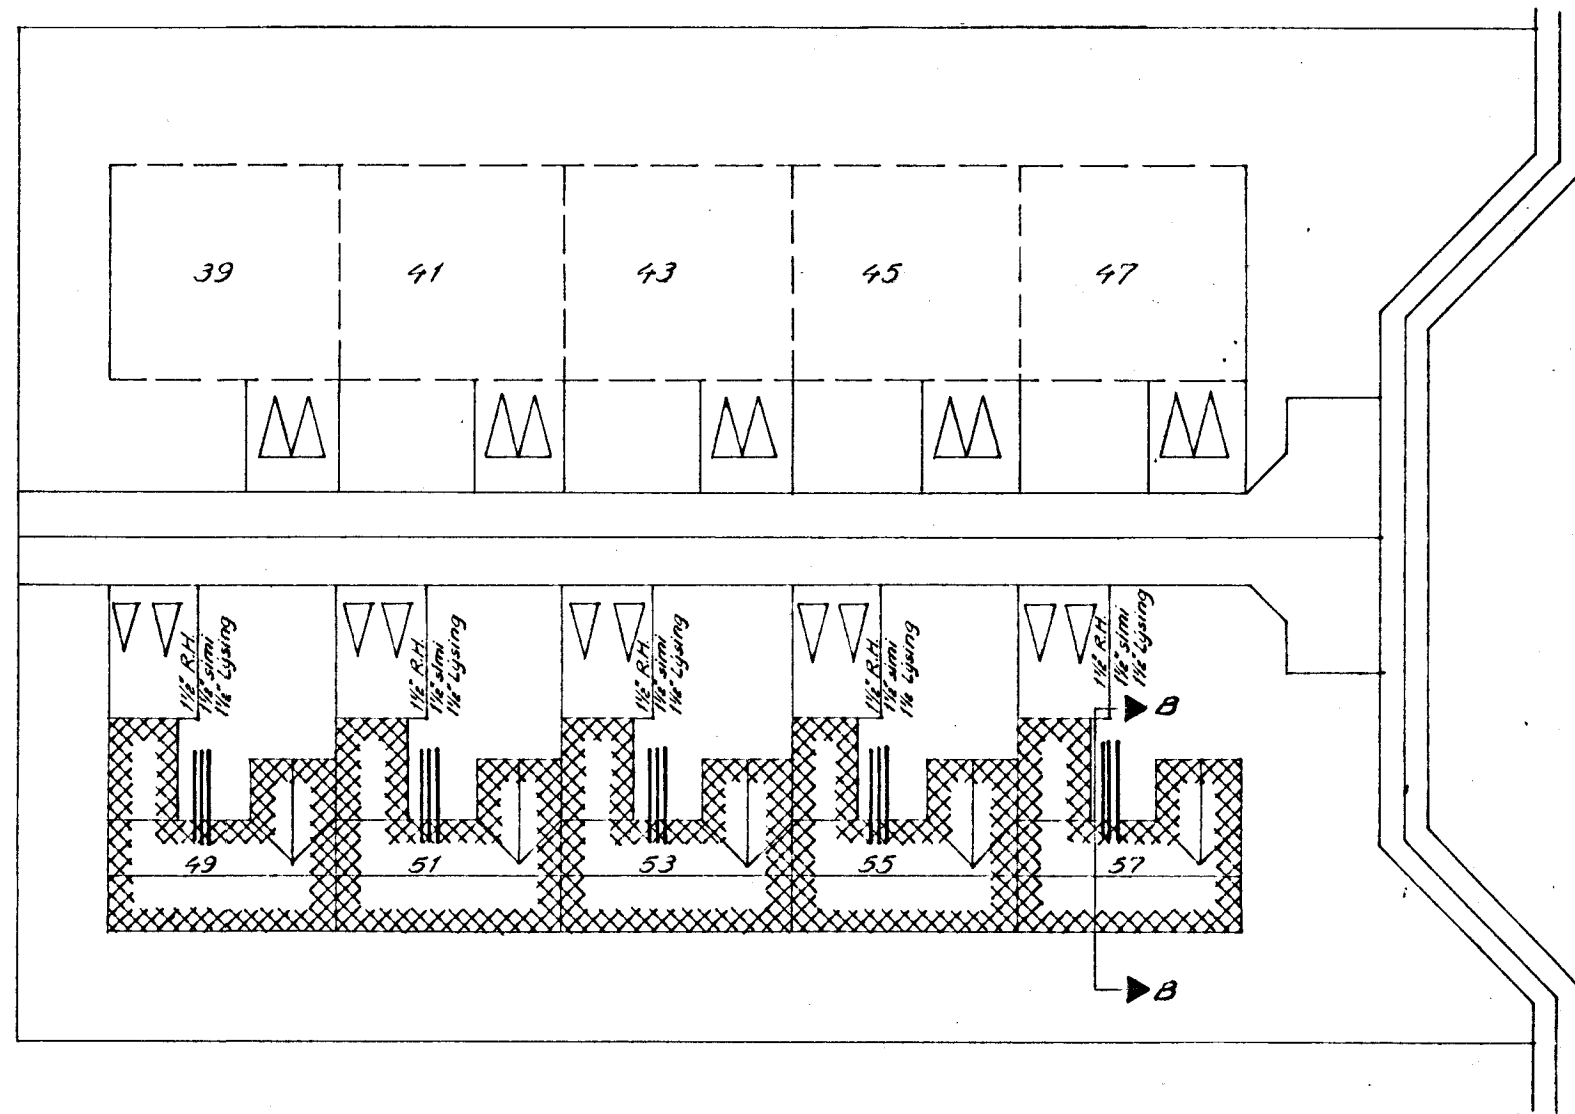 39
41
43
45
47
1½" R.H.
1½" sími
1½" Lýsing
1½" R.H.
1½" sími
1½" Lýsing
1½" R.H.
1½" sími
1½" Lýsing
1½" R.H.
1½" sími
1½" Lýsing
1½" R.H.
1½" sími
1½" Lýsing
B
49
51
53
55
57
B